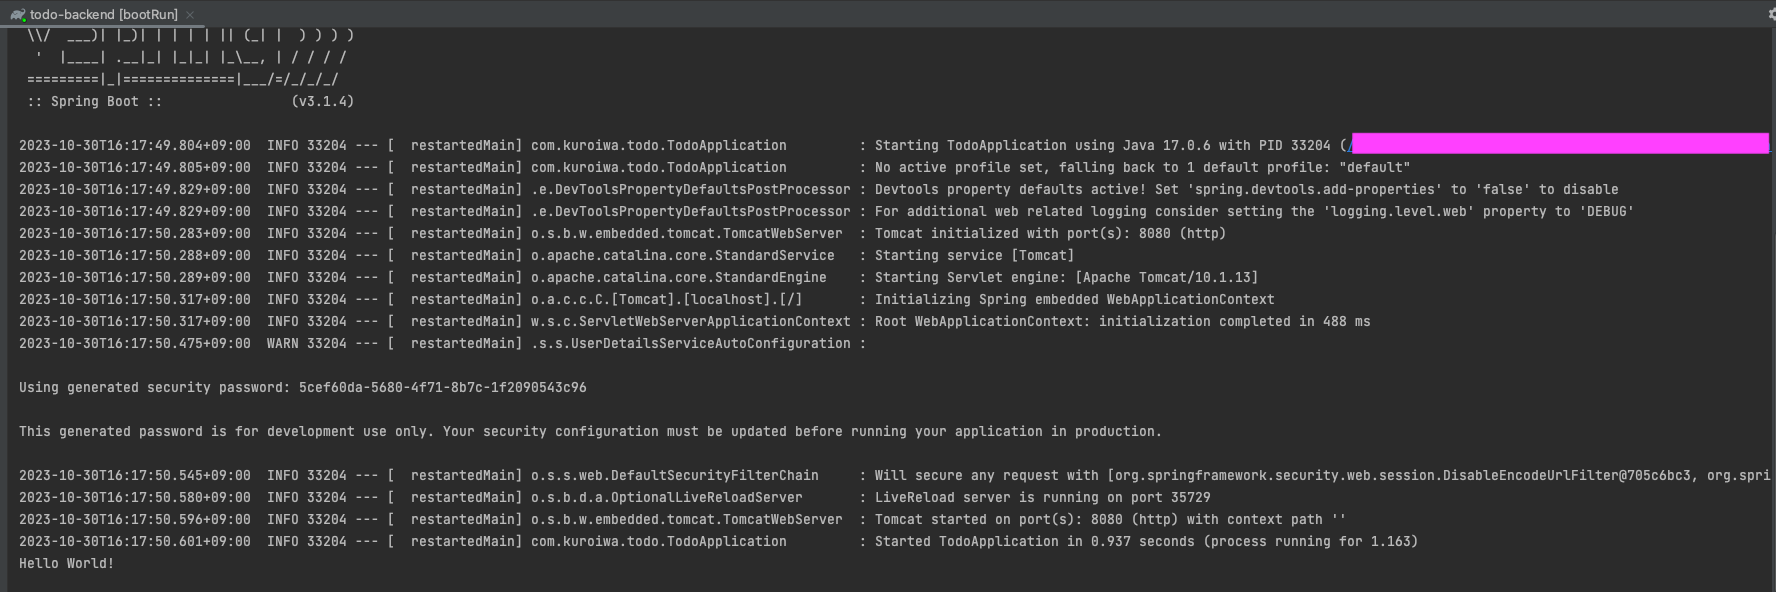 todo-backend [bootRun]
 \\/  ___)| |_)| | | | | || (_| |  ) ) ) )
  '  |____| .__|_| |_|_| |_\__, | / / / /
 =========|_|==============|___/=/_/_/_/
 :: Spring Boot ::                (v3.1.4)
2023-10-30T16:17:49.804+09:00  INFO 33204 --- [  restartedMain] com.kuroiwa.todo.TodoApplication         : Starting TodoApplication using Java 17.0.6 with PID 33204 (/
2023-10-30T16:17:49.805+09:00  INFO 33204 --- [  restartedMain] com.kuroiwa.todo.TodoApplication         : No active profile set, falling back to 1 default profile: "default"
2023-10-30T16:17:49.829+09:00  INFO 33204 --- [  restartedMain] .e.DevToolsPropertyDefaultsPostProcessor : Devtools property defaults active! Set 'spring.devtools.add-properties' to 'false' to disable
2023-10-30T16:17:49.829+09:00  INFO 33204 --- [  restartedMain] .e.DevToolsPropertyDefaultsPostProcessor : For additional web related logging consider setting the 'logging.level.web' property to 'DEBUG'
2023-10-30T16:17:50.283+09:00  INFO 33204 --- [  restartedMain] o.s.b.w.embedded.tomcat.TomcatWebServer  : Tomcat initialized with port(s): 8080 (http)
2023-10-30T16:17:50.288+09:00  INFO 33204 --- [  restartedMain] o.apache.catalina.core.StandardService   : Starting service [Tomcat]
2023-10-30T16:17:50.289+09:00  INFO 33204 --- [  restartedMain] o.apache.catalina.core.StandardEngine    : Starting Servlet engine: [Apache Tomcat/10.1.13]
2023-10-30T16:17:50.317+09:00  INFO 33204 --- [  restartedMain] o.a.c.c.C.[Tomcat].[localhost].[/]       : Initializing Spring embedded WebApplicationContext
2023-10-30T16:17:50.317+09:00  INFO 33204 --- [  restartedMain] w.s.c.ServletWebServerApplicationContext : Root WebApplicationContext: initialization completed in 488 ms
2023-10-30T16:17:50.475+09:00  WARN 33204 --- [  restartedMain] .s.s.UserDetailsServiceAutoConfiguration :
Using generated security password: 5cef60da-5680-4f71-8b7c-1f2090543c96
This generated password is for development use only. Your security configuration must be updated before running your application in production.
2023-10-30T16:17:50.545+09:00  INFO 33204 --- [  restartedMain] o.s.s.web.DefaultSecurityFilterChain     : Will secure any request with [org.springframework.security.web.session.DisableEncodeUrlFilter@705c6bc3, org.spri
2023-10-30T16:17:50.580+09:00  INFO 33204 --- [  restartedMain] o.s.b.d.a.OptionalLiveReloadServer       : LiveReload server is running on port 35729
2023-10-30T16:17:50.596+09:00  INFO 33204 --- [  restartedMain] o.s.b.w.embedded.tomcat.TomcatWebServer  : Tomcat started on port(s): 8080 (http) with context path ''
2023-10-30T16:17:50.601+09:00  INFO 33204 --- [  restartedMain] com.kuroiwa.todo.TodoApplication         : Started TodoApplication in 0.937 seconds (process running for 1.163)
Hello World!